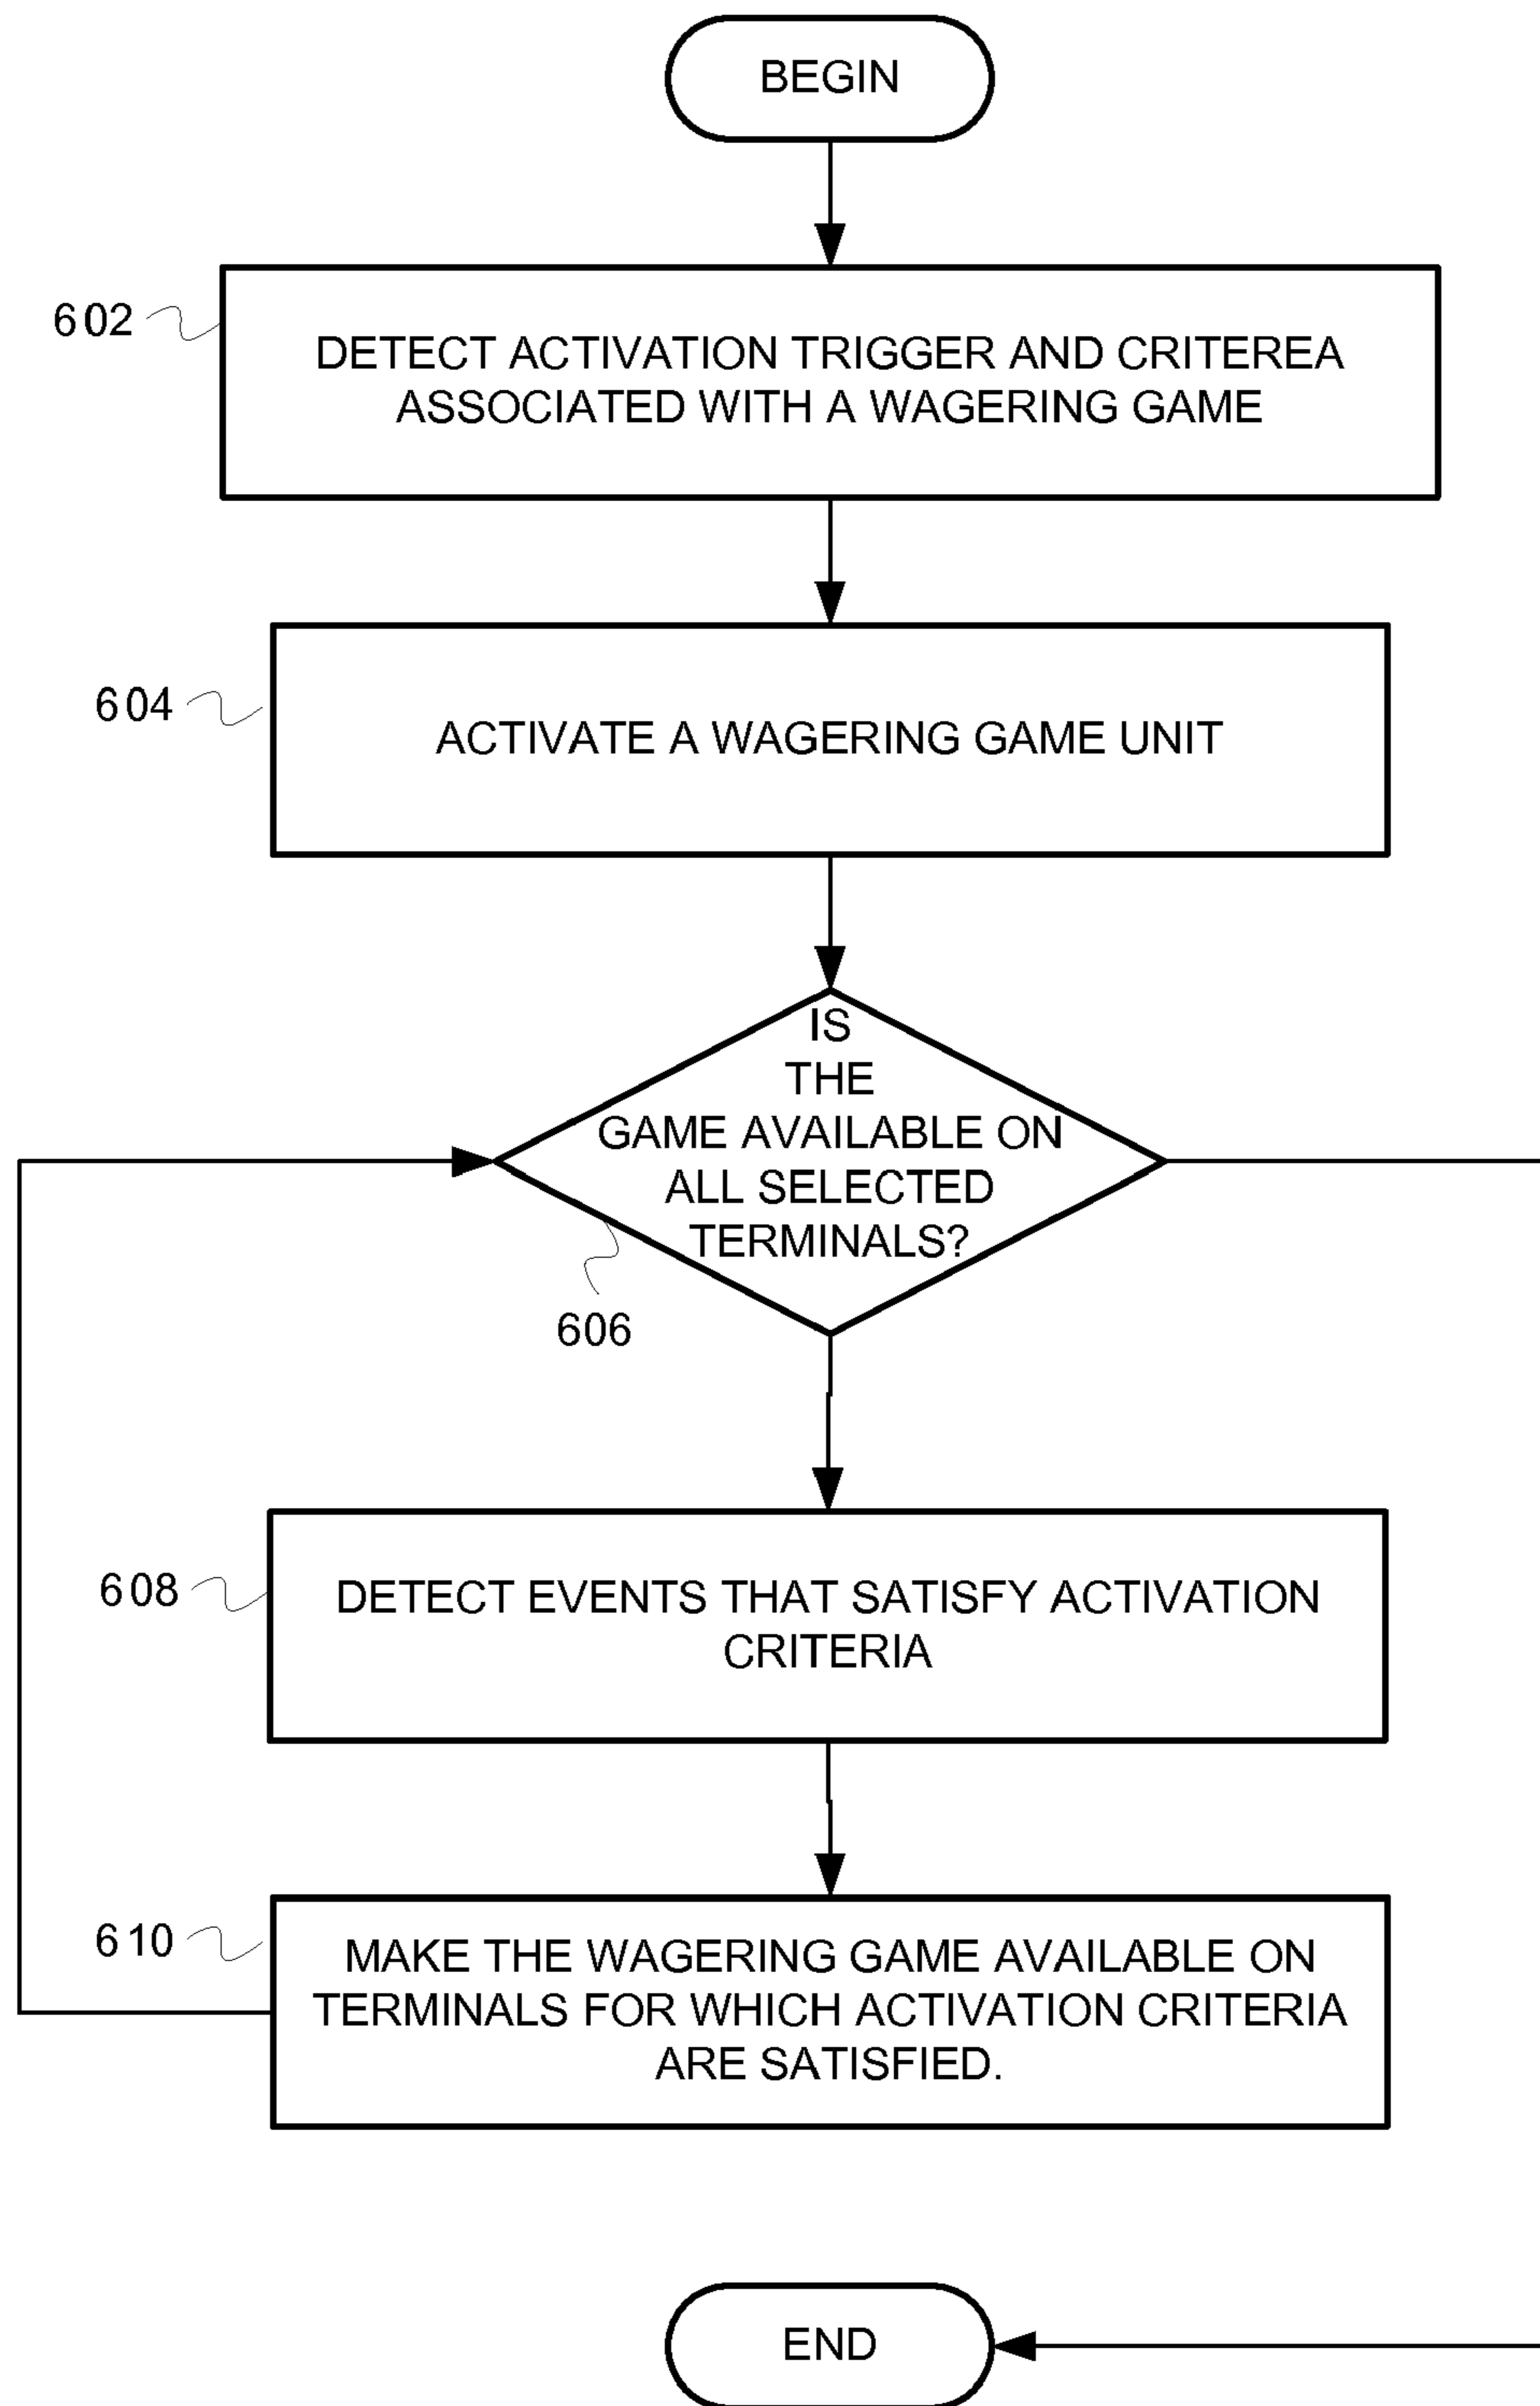 BEGIN
602
DETECT ACTIVATION TRIGGER AND CRITEREA
ASSOCIATED WITH A WAGERING GAME
604
ACTIVATE A WAGERING GAME UNIT
IS
THE
GAME AVAILABLE ON
ALL SELECTED
TERMINALS?
606
608
DETECT EVENTS THAT SATISFY ACTIVATION
CRITERIA
610
MAKE THE WAGERING GAME AVAILABLE ON
TERMINALS FOR WHICH ACTIVATION CRITERIA
ARE SATISFIED.
END